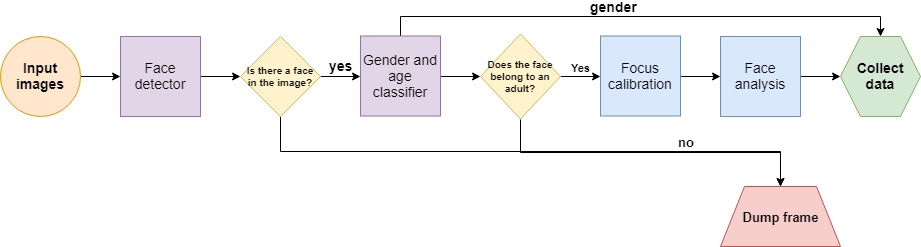 gender
Input
images
Face
detector
Is there a face
in the image?
yes
Gender and
age
classifier
Does the face
belong to an
adult?
Yes
Focus
calibration
Face
analysis
Collect
data
no
Dump frame